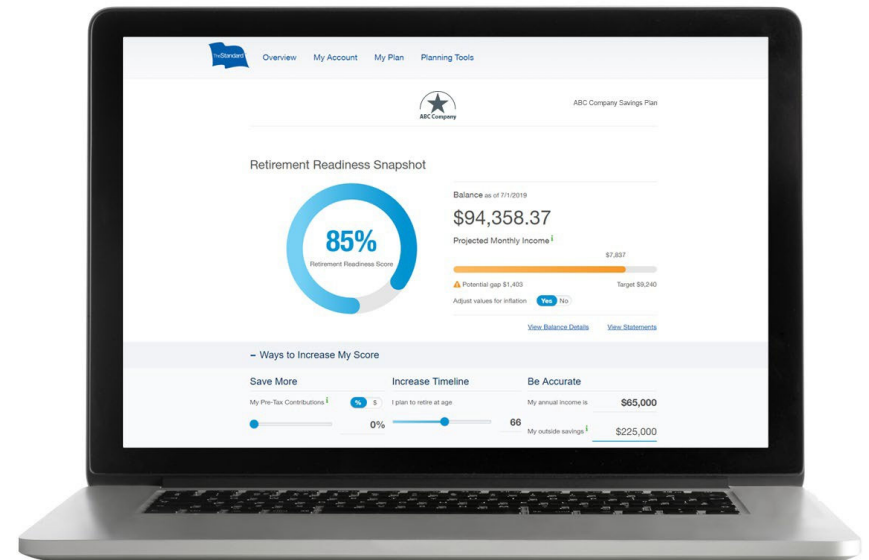 TheStandard
Overview My Account My Plan Planning Tools
ABC Company
ABC Company Savings Plan
Retirement Readiness Snapshot
85%
Retirement Readiness Score
Balance as of 7/1/2019
$94,358.37
Projected Monthly Income i
$7,837
Potential gap $1,403 Target $9,240
Adjust values for inflation Yes No
View Balance Details View Statements
– Ways to Increase My Score
Save More Increase Timeline Be Accurate
My Pre-Tax Contributions i % $ I plan to retire at age My annual income is $65,000
0% 66
My outside savings i $225,000